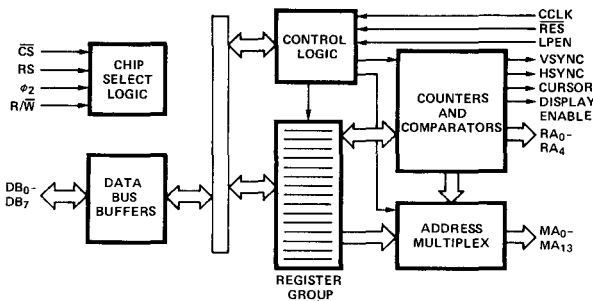 CS
RS
φ2
R/W
CHIP
SELECT
LOGIC
DB0-
DB7
DATA
BUS
BUFFERS
CONTROL
LOGIC
REGISTER
GROUP
CCLK
RES
LPEN
COUNTERS
AND
COMPARATORS
VSYNC
HSYNC
CURSOR
DISPLAY
ENABLE
RA0-
RA4
ADDRESS
MULTIPLEX
MA0-
MA13